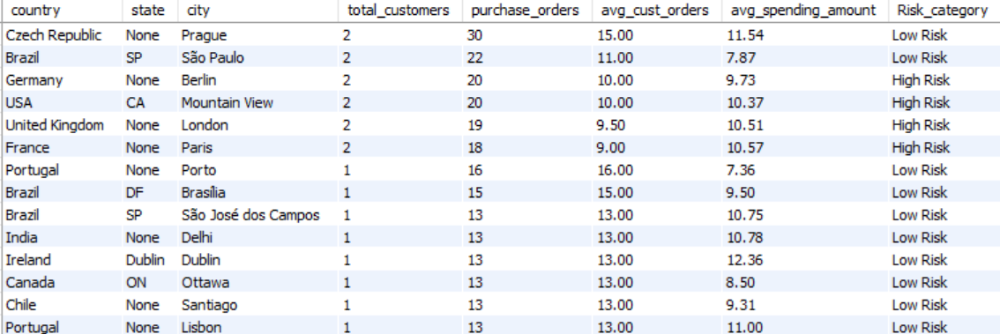 country state city total_customers purchase_orders avg_cust_orders avg_spending_amount Risk_category
Czech Republic None Prague 2 30 15.00 11.54 Low Risk
Brazil SP São Paulo 2 22 11.00 7.87 Low Risk
Germany None Berlin 2 20 10.00 9.73 High Risk
USA CA Mountain View 2 20 10.00 10.37 High Risk
United Kingdom None London 2 19 9.50 10.51 High Risk
France None Paris 2 18 9.00 10.57 High Risk
Portugal None Porto 1 16 16.00 7.36 Low Risk
Brazil DF Brasília 1 15 15.00 9.50 Low Risk
Brazil SP São José dos Campos 1 13 13.00 10.75 Low Risk
India None Delhi 1 13 13.00 10.78 Low Risk
Ireland Dublin Dublin 1 13 13.00 12.36 Low Risk
Canada ON Ottawa 1 13 13.00 8.50 Low Risk
Chile None Santiago 1 13 13.00 9.31 Low Risk
Portugal None Lisbon 1 13 13.00 11.00 Low Risk